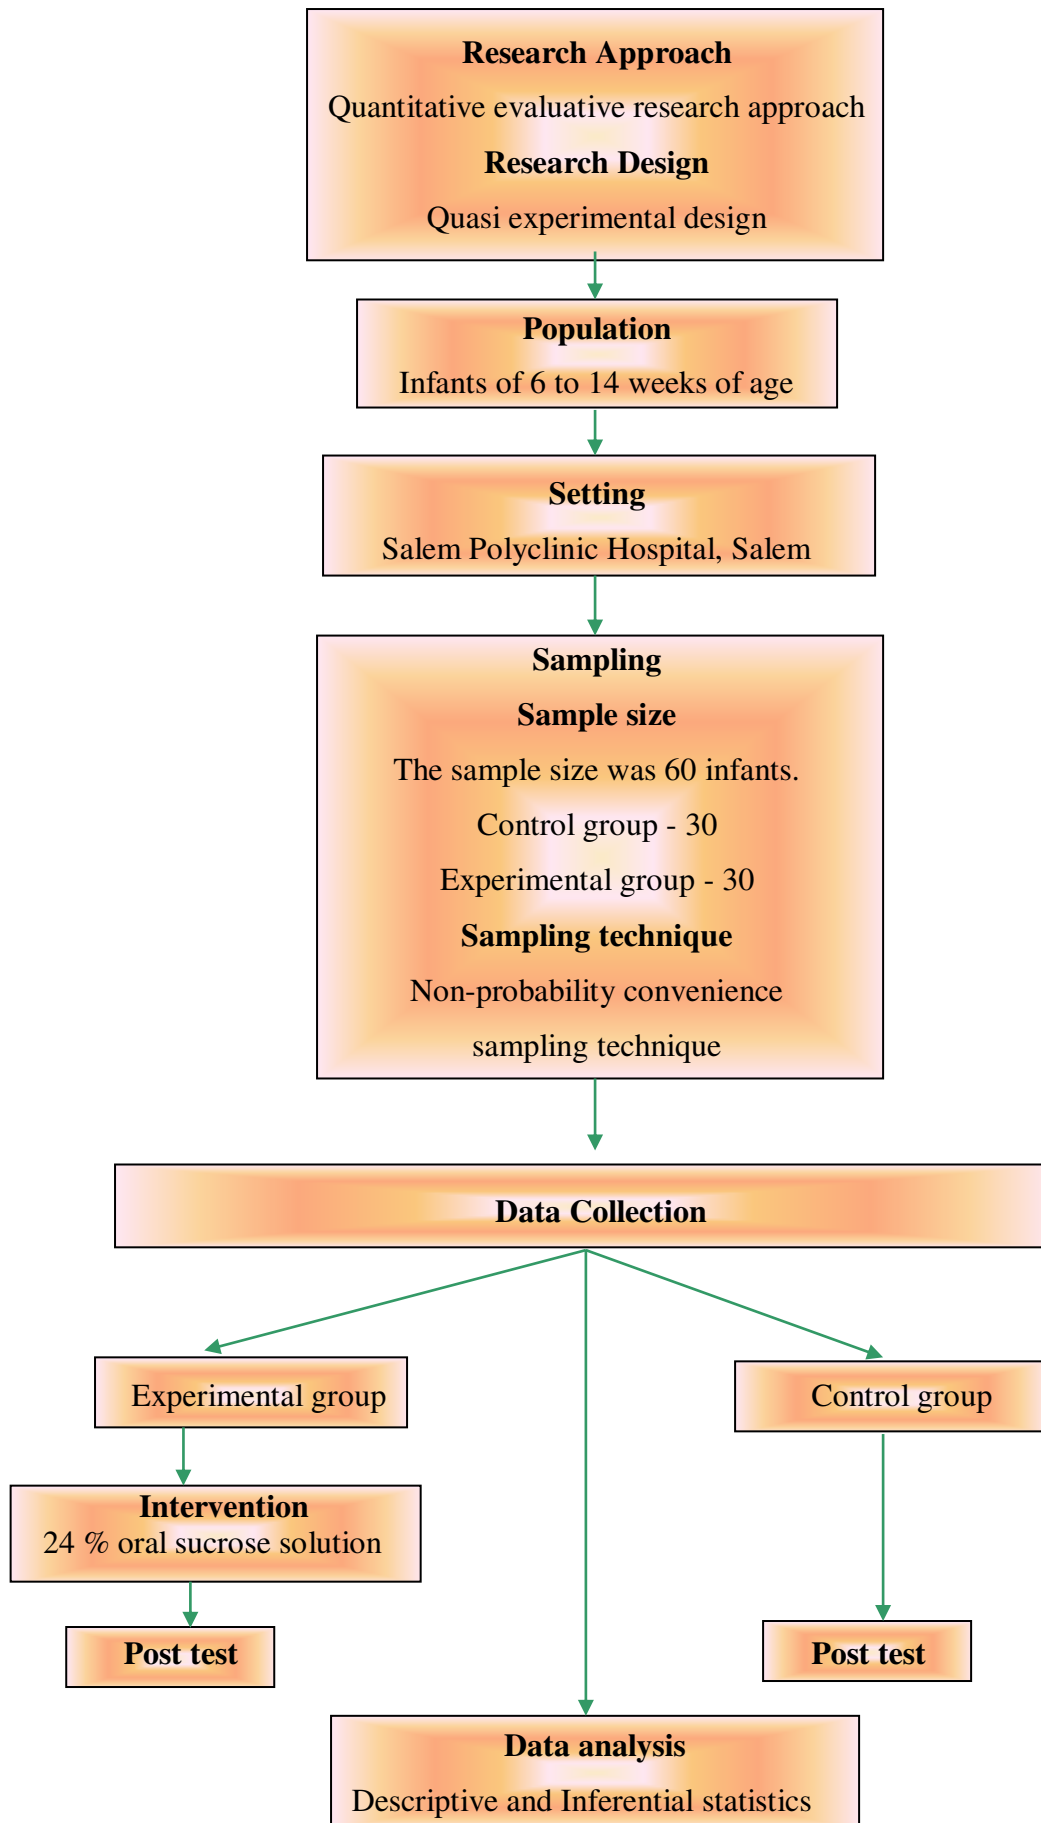 Research Approach
Quantitative evaluative research approach
Research Design
Quasi experimental design
Population
Infants of 6 to 14 weeks of age
Setting
Salem Polyclinic Hospital, Salem
Sampling
Sample size
The sample size was 60 infants.
Control group - 30
Experimental group - 30
Sampling technique
Non-probability convenience
sampling technique
Data Collection
Experimental group
Control group
Intervention
24 % oral sucrose solution
Post test
Post test
Data analysis
Descriptive and Inferential statistics